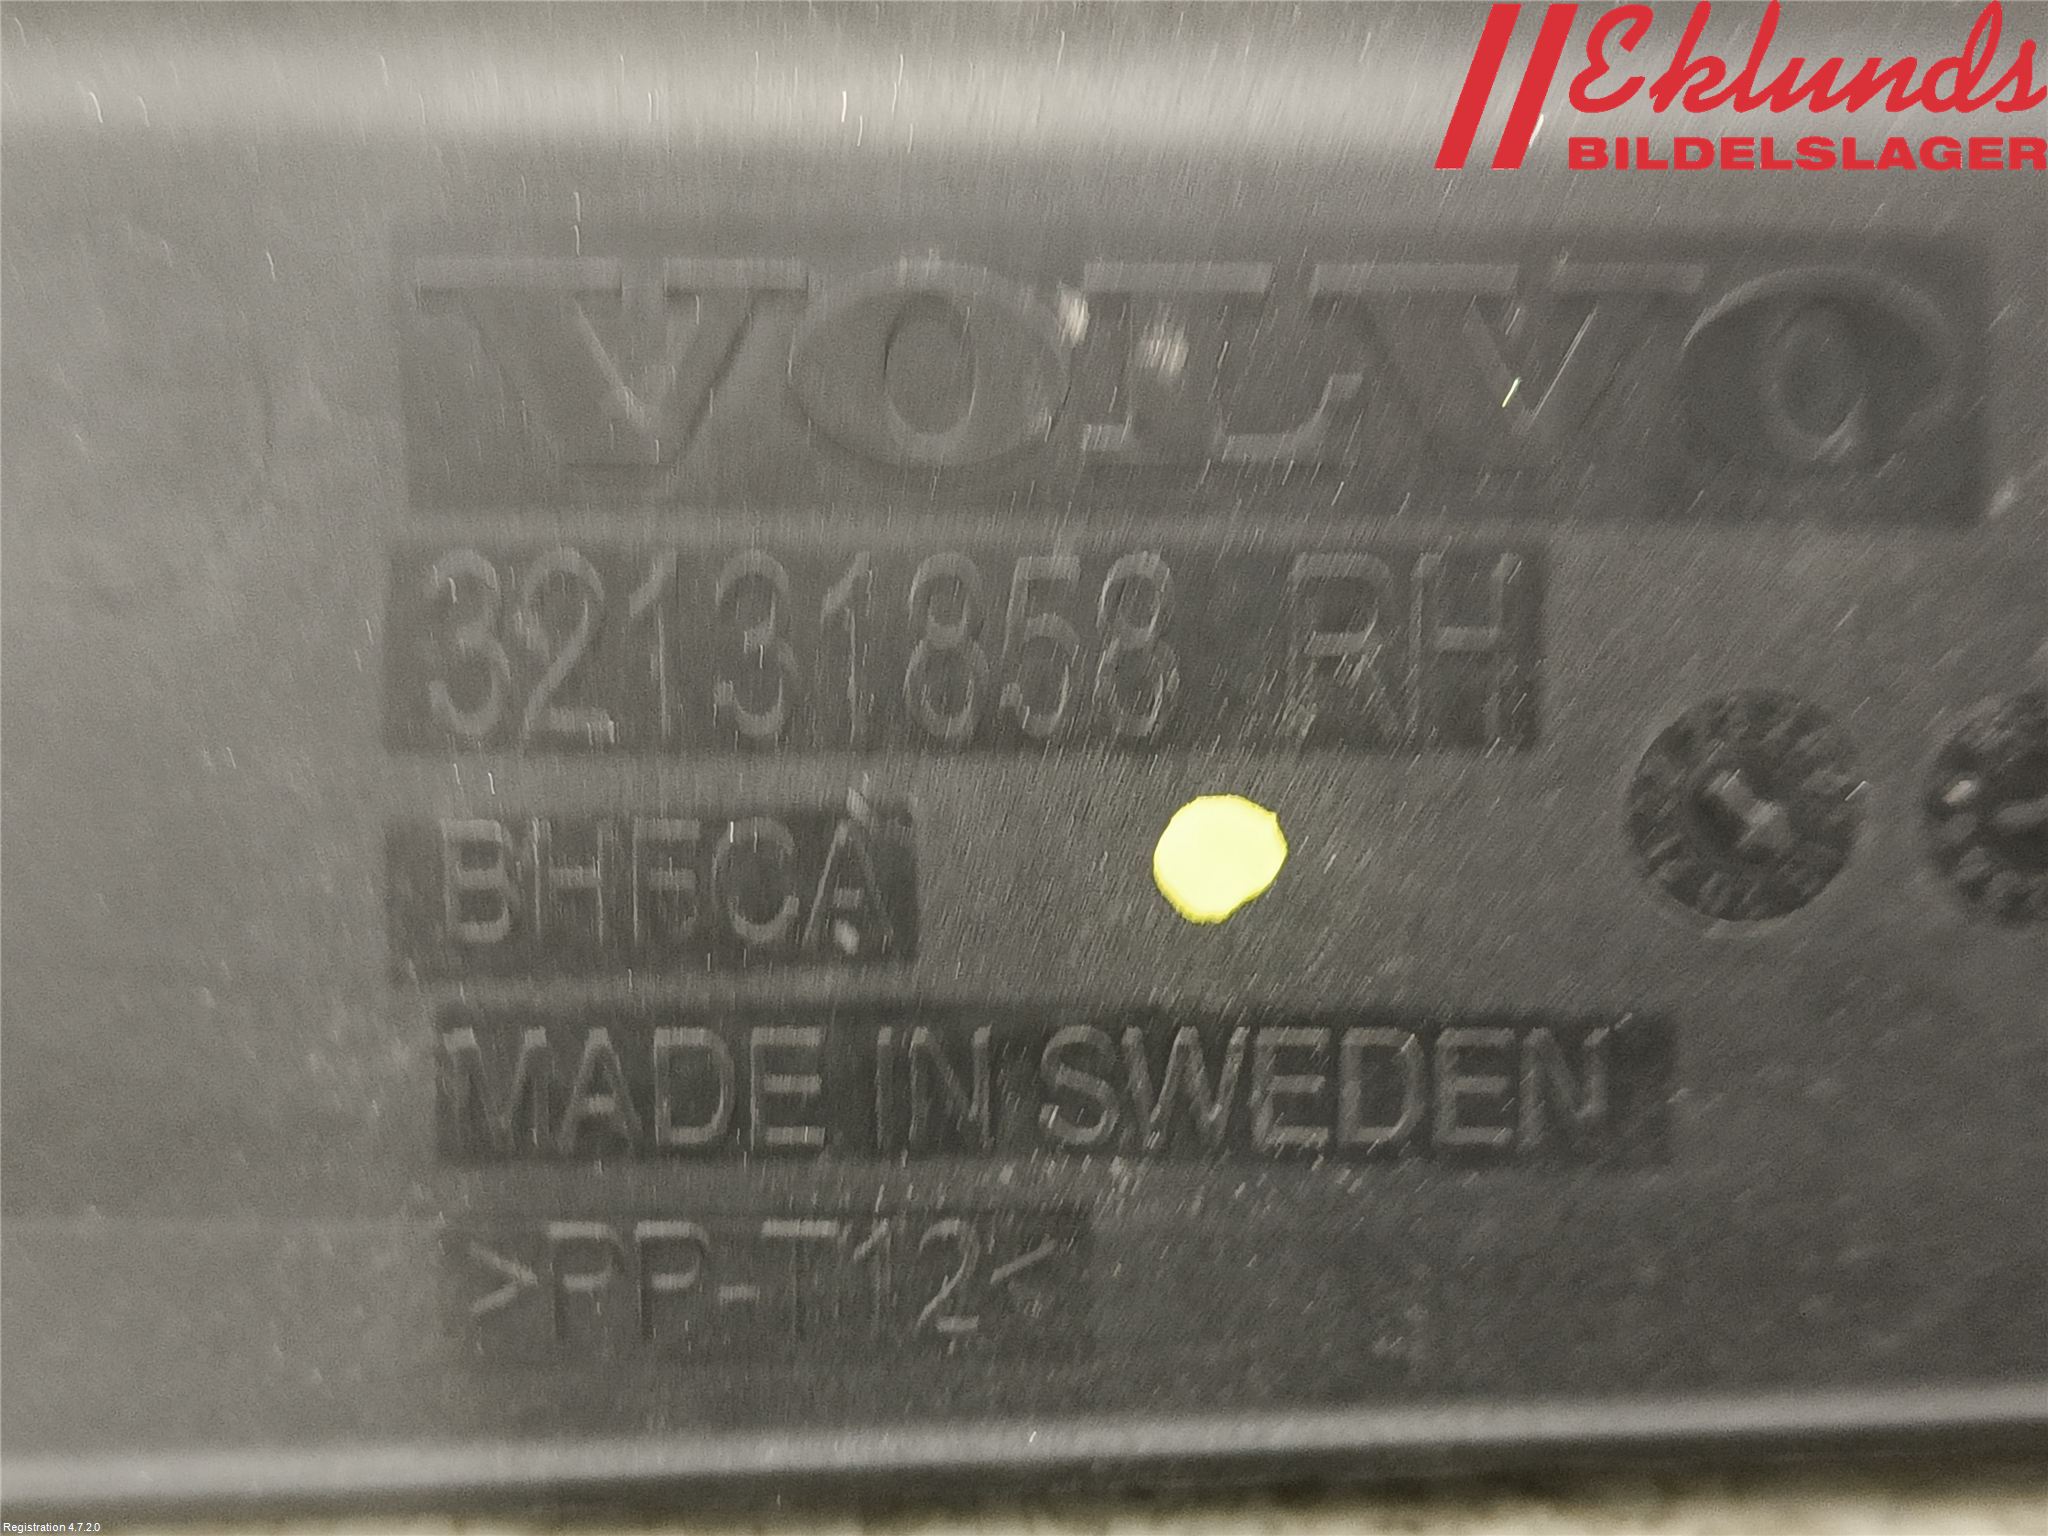 Eklunds
BILDELSLAGER
VOLVO
32131858 RH
BHECA
MADE IN SWEDEN
>PP-T12<
Registration 4.7.2.0